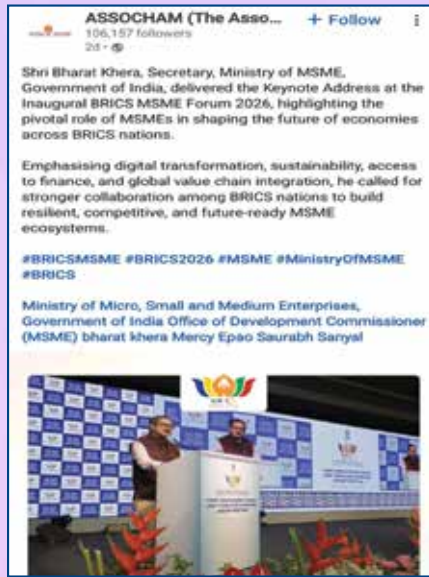 ASSOCHAM (The Asso... + Follow
106,157 followers
2d •
Shri Bharat Khera, Secretary, Ministry of MSME,
Government of India, delivered the Keynote Address at the
Inaugural BRICS MSME Forum 2026, highlighting the
pivotal role of MSMEs in shaping the future of economies
across BRICS nations.
Emphasising digital transformation, sustainability, access
to finance, and global value chain integration, he called for
stronger collaboration among BRICS nations to build
resilient, competitive, and future-ready MSME
ecosystems.
#BRICSMSME #BRICS2026 #MSME #MinistryOfMSME
#BRICS
Ministry of Micro, Small and Medium Enterprises,
Government of India Office of Development Commissioner
(MSME) bharat khera Mercy Epao Saurabh Sanyal